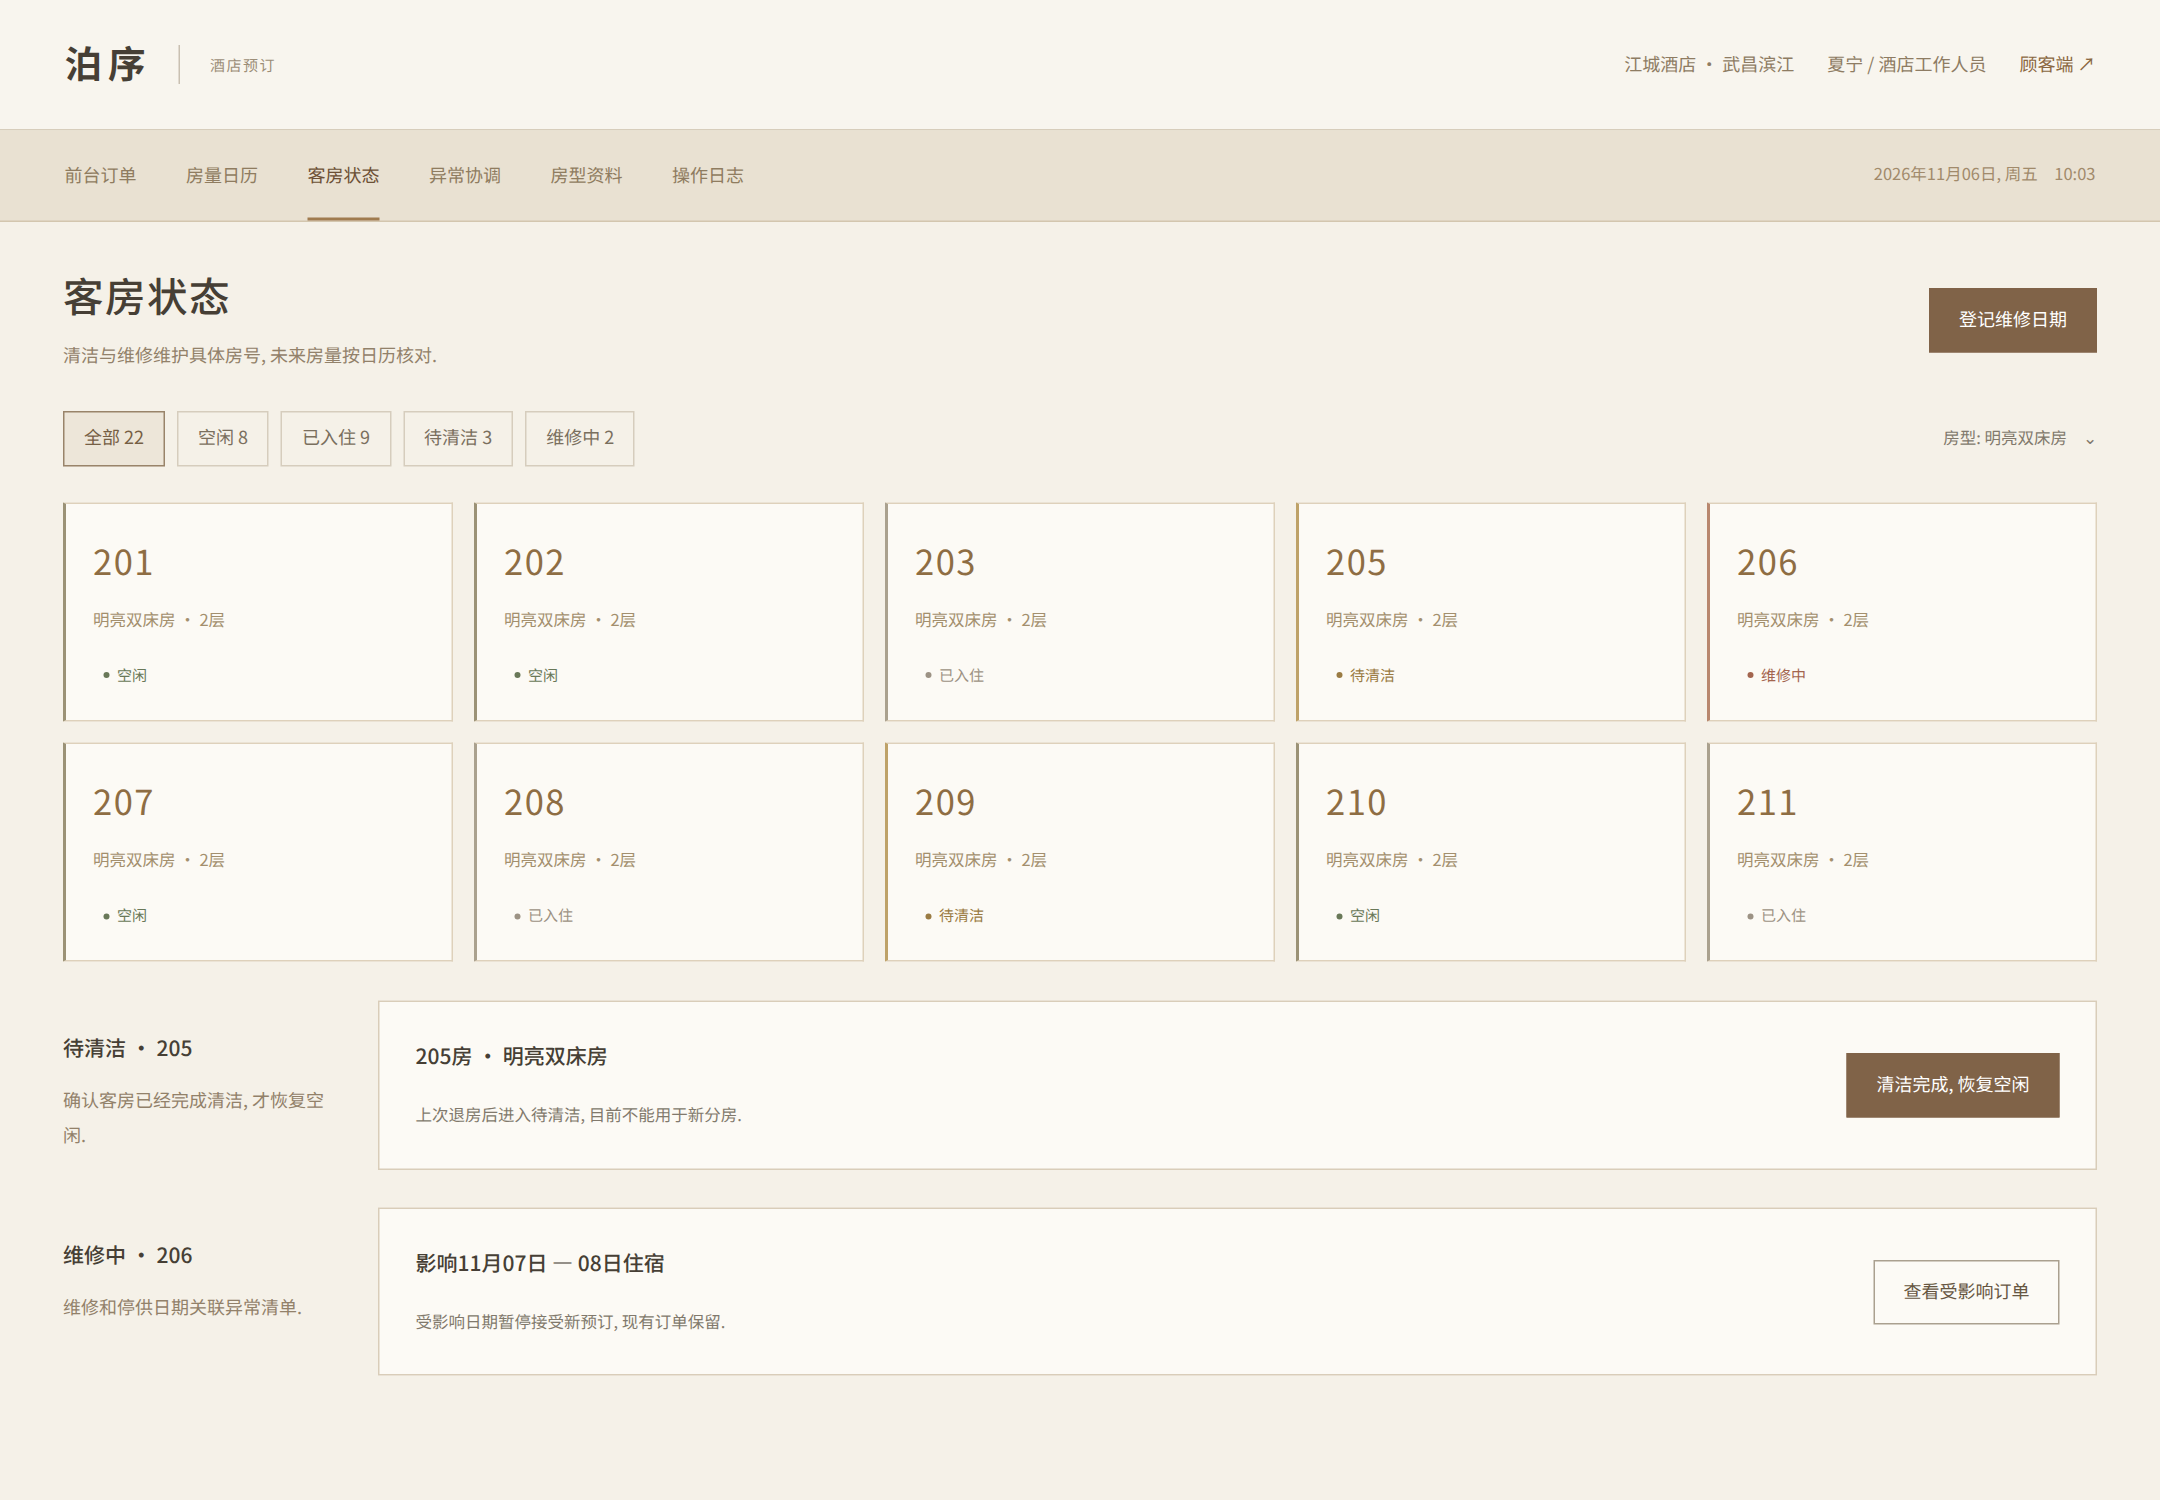 泊序
酒店预订
江城酒店 · 武昌滨江
夏宁 / 酒店工作人员
顾客端 ↗
前台订单
房量日历
客房状态
异常协调
房型资料
操作日志
2026年11月06日, 周五 10:03
客房状态
清洁与维修维护具体房号, 未来房量按日历核对.
登记维修日期
全部 22
空闲 8
已入住 9
待清洁 3
维修中 2
房型: 明亮双床房
201
明亮双床房 · 2层
空闲
202
明亮双床房 · 2层
空闲
203
明亮双床房 · 2层
已入住
205
明亮双床房 · 2层
待清洁
206
明亮双床房 · 2层
维修中
207
明亮双床房 · 2层
空闲
208
明亮双床房 · 2层
已入住
209
明亮双床房 · 2层
待清洁
210
明亮双床房 · 2层
空闲
211
明亮双床房 · 2层
已入住
待清洁 · 205
确认客房已经完成清洁, 才恢复空
闲.
205房 · 明亮双床房
上次退房后进入待清洁, 目前不能用于新分房.
清洁完成, 恢复空闲
维修中 · 206
维修和停供日期关联异常清单.
影响11月07日 — 08日住宿
受影响日期暂停接受新预订, 现有订单保留.
查看受影响订单